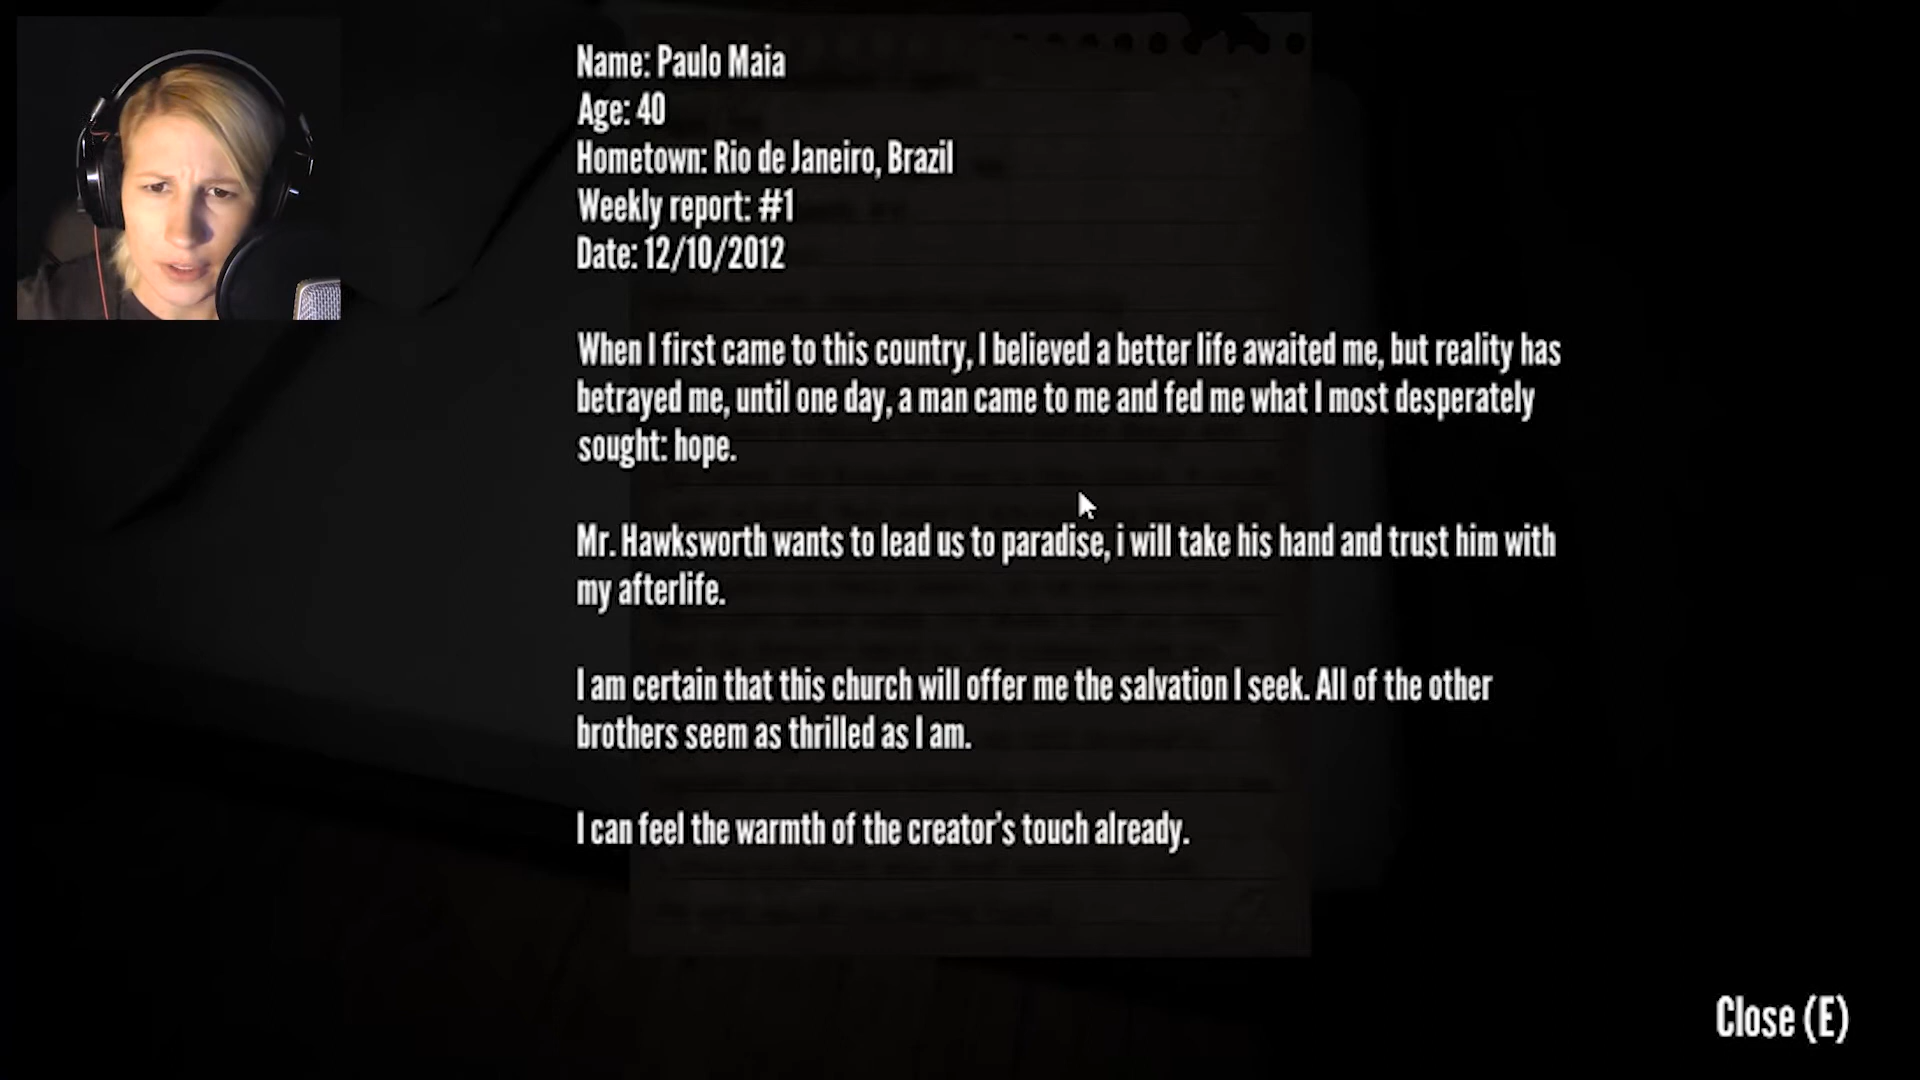 Name: Paulo Maia
Age: 40
Hometown: Rio de Janeiro, Brazil
Weekly report: #1
Date: 12/10/2012
When I first came to this country, I believed a better life awaited me, but reality has
betrayed me, until one day, a man came to me and fed me what I most desperately
sought: hope.
Mr. Hawksworth wants to lead us to paradise, i will take his hand and trust him with
my afterlife.
I am certain that this church will offer me the salvation I seek. All of the other
brothers seem as thrilled as I am.
I can feel the warmth of the creator's touch already.
Close (E)